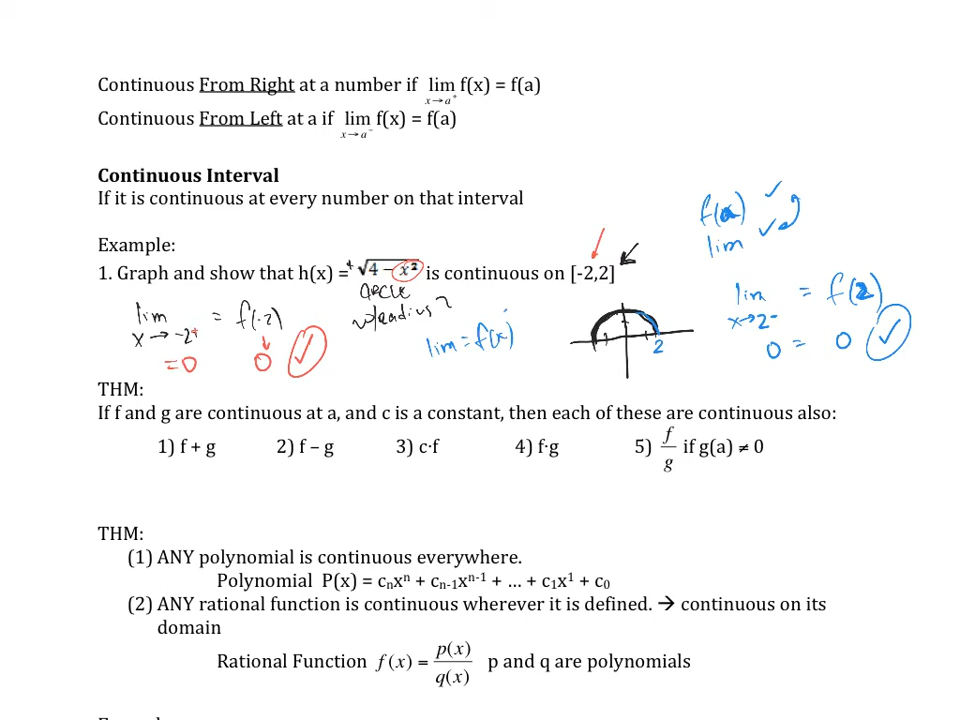 Continuous From Right at a number if lim f(x) = f(a)
x→a⁺
Continuous From Left at a if lim f(x) = f(a)
x→a⁻
Continuous Interval
If it is continuous at every number on that interval
f(a) ✓
lim ✓
Example:
1. Graph and show that h(x) = +√4 − x² is continuous on [-2,2]
circle
w/radius 2
lim = f(-2)
x → -2⁺
= 0 0 ✓
lim = f(x)
2
lim = f(2)
x→2⁻
0 = 0 ✓
THM:
If f and g are continuous at a, and c is a constant, then each of these are continuous also:
1) f + g 2) f – g 3) c·f 4) f·g 5) f/g if g(a) ≠ 0
THM:
(1) ANY polynomial is continuous everywhere.
Polynomial P(x) = cₙxⁿ + cₙ₋₁xⁿ⁻¹ + … + c₁x¹ + c₀
(2) ANY rational function is continuous wherever it is defined. → continuous on its
domain
Rational Function f(x) = p(x)/q(x) p and q are polynomials